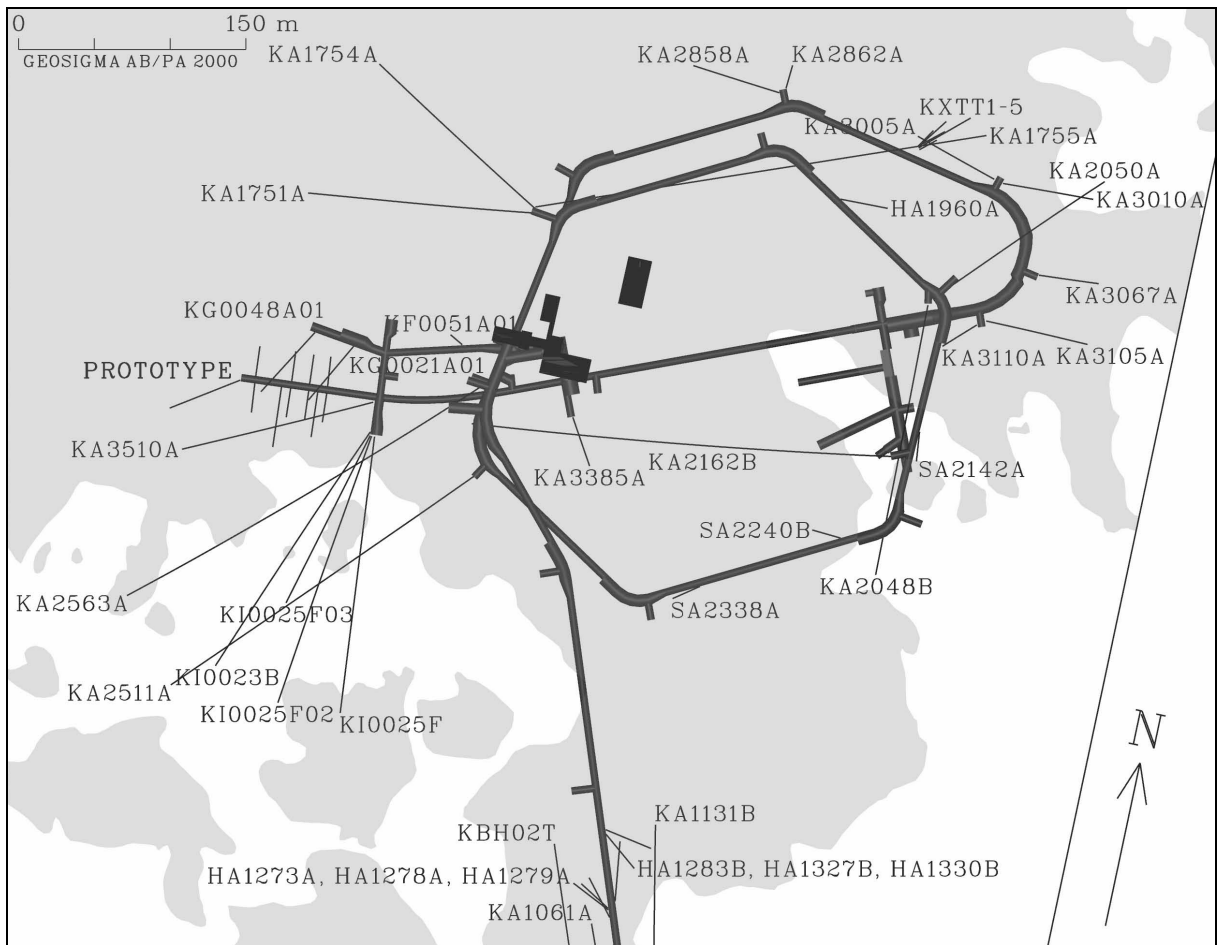 0 150 m
GEOSIGMA AB/PA 2000
KA1754A
KA2858A
KA2862A
KXTT1-5
KA3005A
KA1755A
KA2050A
KA1751A
HA1960A
KA3010A
KA3067A
KG0048A01
KF0051A01
KA3110A
KA3105A
PROTOTYPE
KG0021A01
KA3510A
KA3385A
KA2162B
SA2142A
SA2240B
KA2563A
KI0025F03
KA2048B
SA2338A
KI0023B
KA2511A
KI0025F02
KI0025F
N
KA1131B
KBH02T
HA1283B, HA1327B, HA1330B
HA1273A, HA1278A, HA1279A
KA1061A